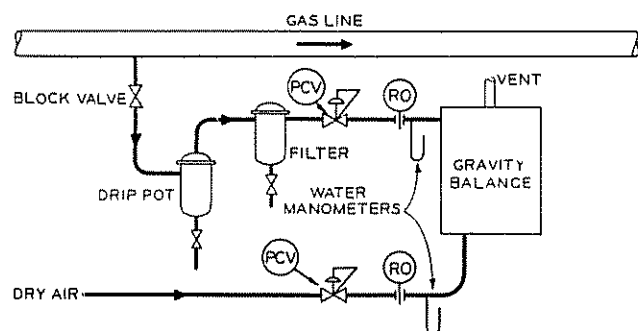 GAS LINE
BLOCK VALVE
PCV
RO
VENT
FILTER
DRIP POT
WATER
MANOMETERS
GRAVITY
BALANCE
PCV
RO
DRY AIR